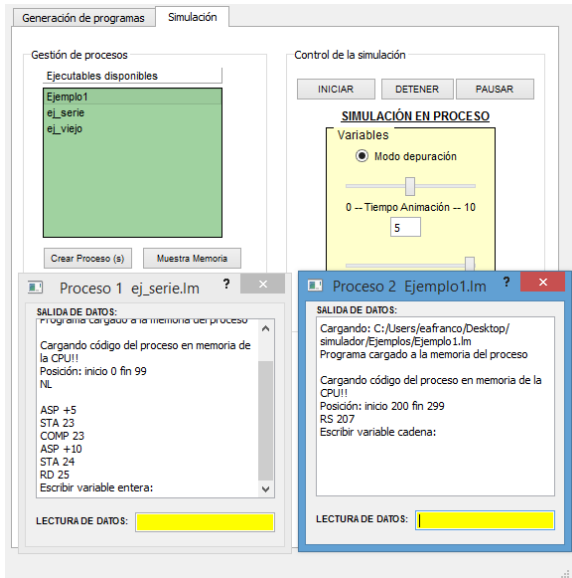 Generación de programas
Simulación
Gestión de procesos
Ejecutables disponibles
Ejemplo1
ej_serie
ej_viejo
Crear Proceso (s)
Muestra Memoria
Control de la simulación
INICIAR
DETENER
PAUSAR
SIMULACIÓN EN PROCESO
Variables
Modo depuración
0 -- Tiempo Animación -- 10
5
Proceso 1 ej_serie.lm ? ×
SALIDA DE DATOS:
Programa cargado a la memoria del proceso
Cargando código del proceso en memoria de
la CPU!!
Posición: inicio 0 fin 99
NL
ASP +5
STA 23
COMP 23
ASP +10
STA 24
RD 25
Escribir variable entera:
LECTURA DE DATOS:
Proceso 2 Ejemplo1.lm ? ×
SALIDA DE DATOS:
Cargando: C:/Users/eafranco/Desktop/
simulador/Ejemplos/Ejemplo1.lm
Programa cargado a la memoria del proceso
Cargando código del proceso en memoria de la
CPU!!
Posición: inicio 200 fin 299
RS 207
Escribir variable cadena:
LECTURA DE DATOS: